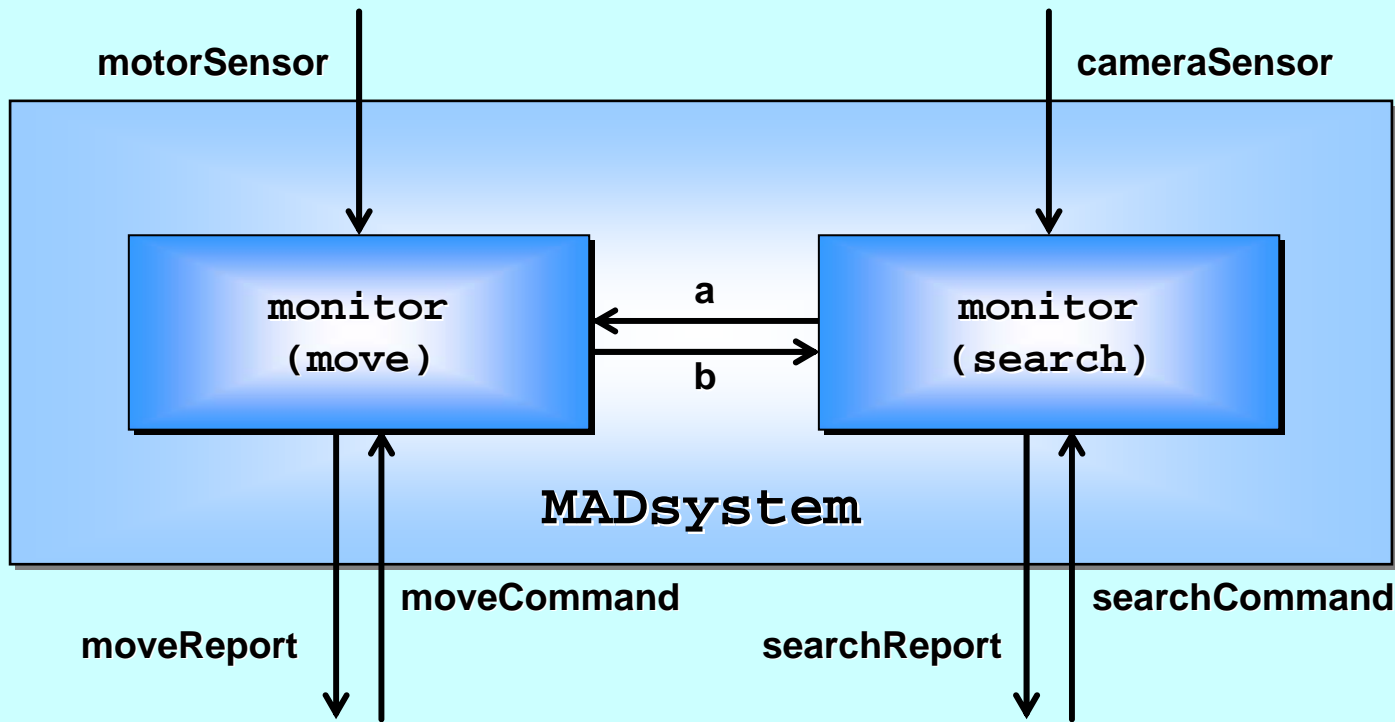 motorSensor
cameraSensor
monitor
(move)
a
b
monitor
(search)
MADsystem
moveCommand
searchCommand
moveReport
searchReport